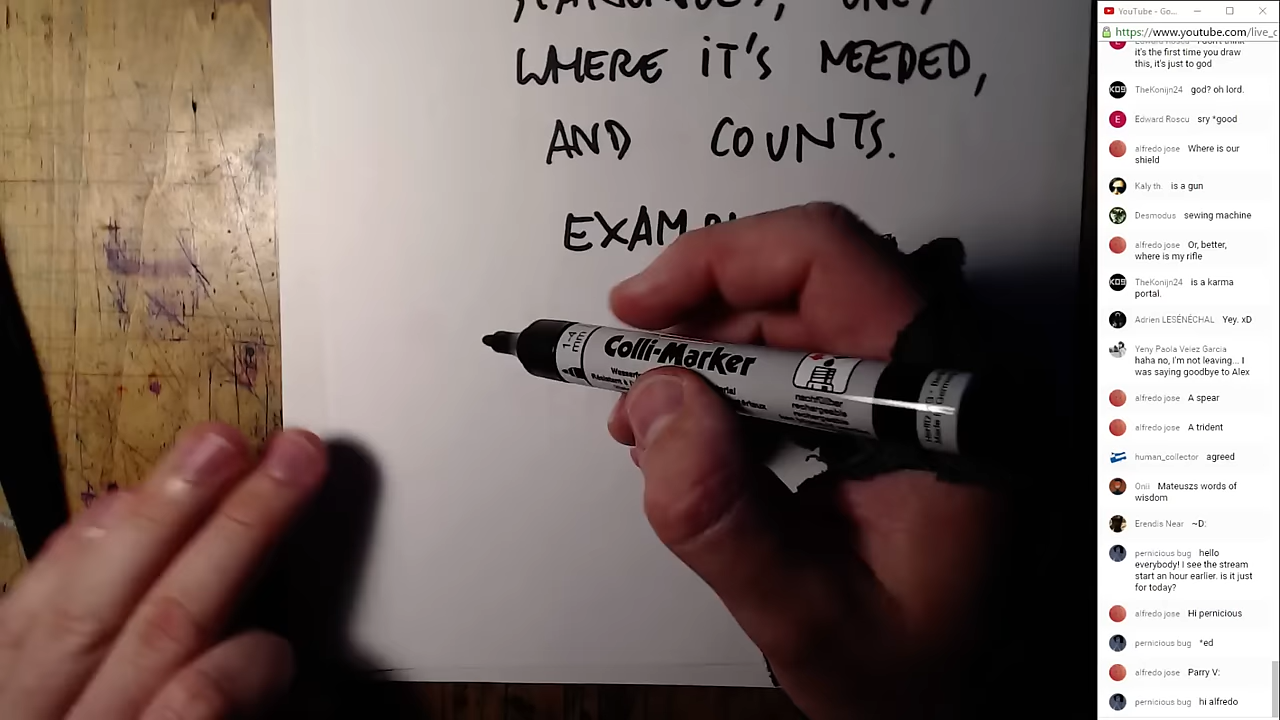 WHERE IT'S NEEDED,
AND COUNTS.
1-4 mm
Colli-Marker
nachfüllbar
rechargeable
YouTube - Go...
https://www.youtube.com/live_c
it's the first time you draw
this, it's just to god
TheKonijn24 god? oh lord.
Edward Roscu sry *good
alfredo jose Where is our
shield
Kaly th. is a gun
Desmodus sewing machine
alfredo jose Or, better,
where is my rifle
TheKonijn24 is a karma
portal.
Adrien LESÉNÉCHAL Yey. xD
Yeny Paola Velez Garcia
haha no, I'm not leaving... I
was saying goodbye to Alex
alfredo jose A spear
alfredo jose A trident
human_collector agreed
Onii Mateuszs words of
wisdom
Erendis Near ~D:
pernicious bug hello
everybody! I see the stream
start an hour earlier. is it just
for today?
alfredo jose Hi pernicious
pernicious bug *ed
alfredo jose Parry V:
pernicious bug hi alfredo